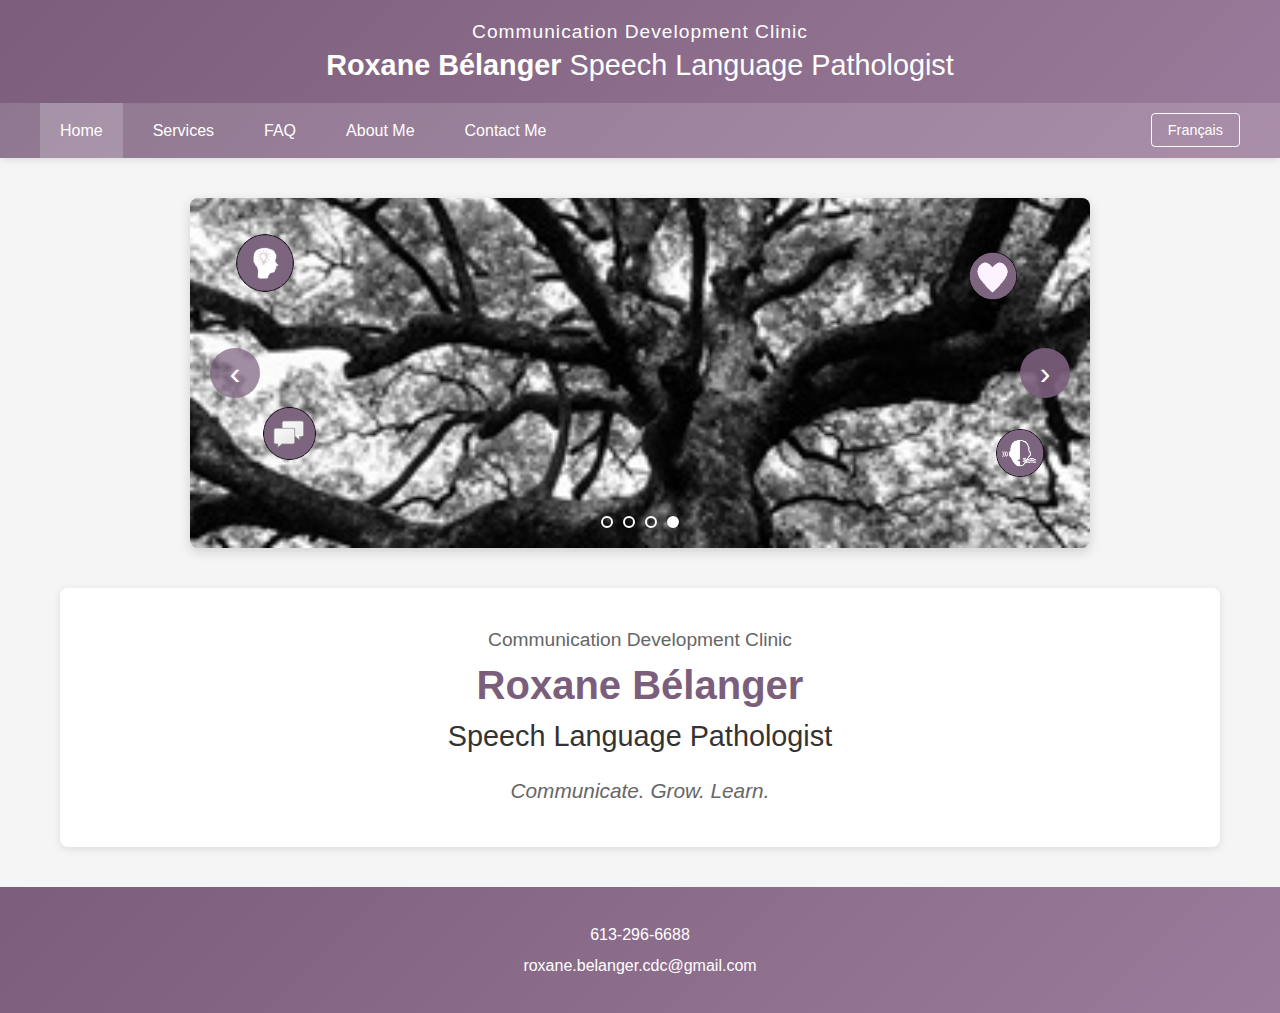 Communication Development Clinic
Roxane Bélanger Speech Language Pathologist
Home Services FAQ About Me Contact Me Français
Communication Development Clinic
Roxane Bélanger
Speech Language Pathologist
Communicate. Grow. Learn.
613-296-6688
roxane.belanger.cdc@gmail.com